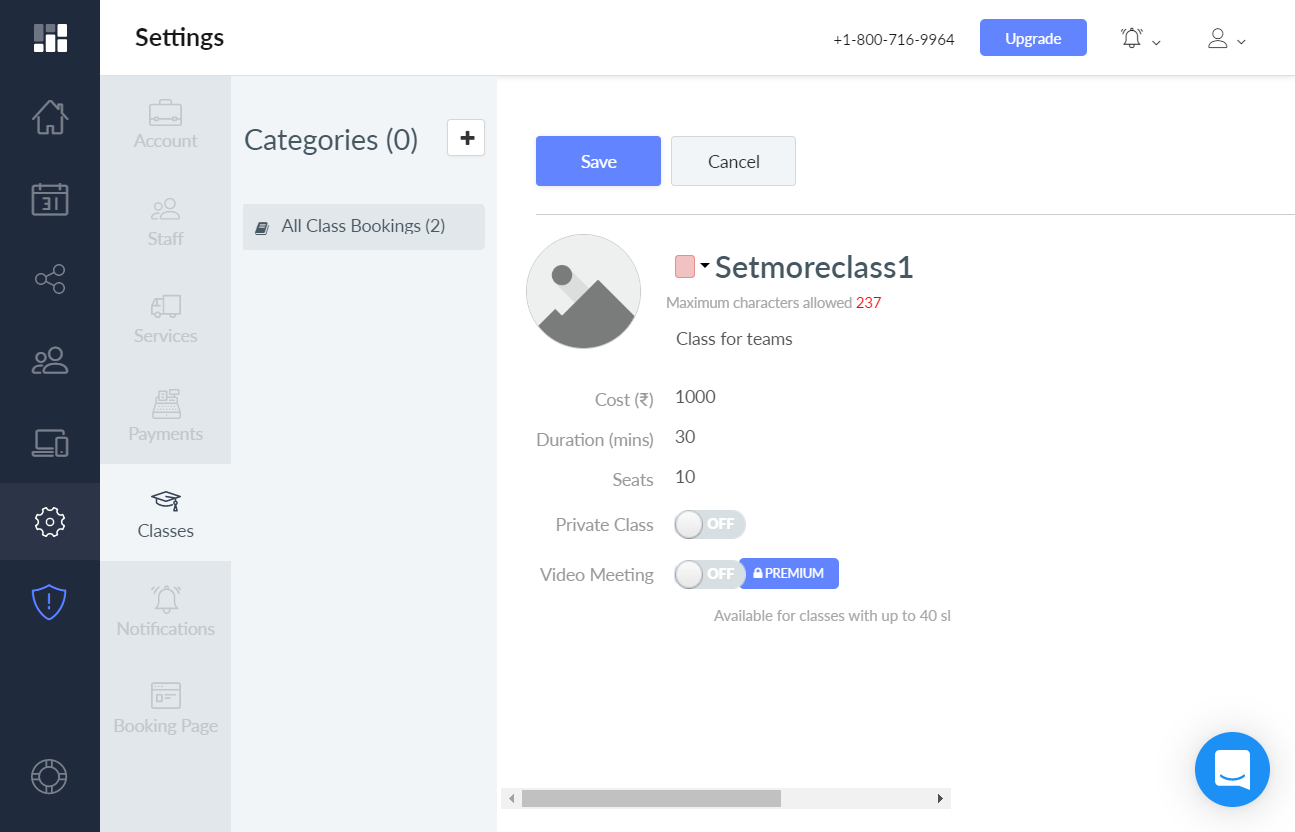 Settings
+1-800-716-9964
Upgrade
31
Account
Staff
Services
Payments
Classes
Notifications
Booking Page
Categories (0)
+
All Class Bookings (2)
Save
Cancel
Setmoreclass1
Maximum characters allowed 237
Class for teams
Cost (₹) 1000
Duration (mins) 30
Seats 10
Private Class OFF
Video Meeting OFF PREMIUM
Available for classes with up to 40 sl